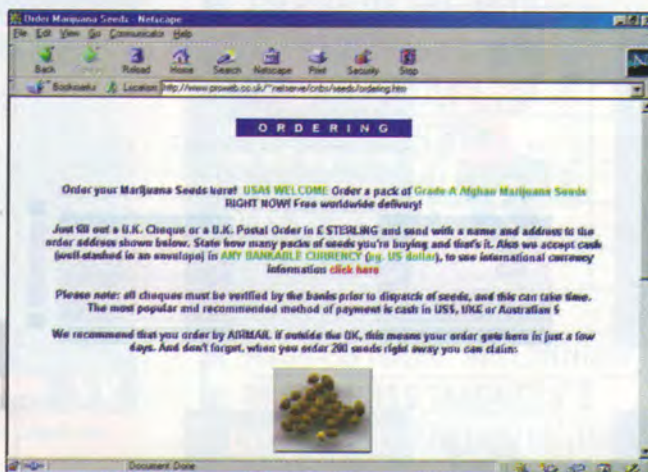 Order Marijuana Seeds - Netscape
File Edit View Go Communicator Help
Back Reload Home Search Netscape Print Security Stop
Bookmarks Location: http://www.proweb.co.uk/~netserve/cnbs/seeds/ordering.htm
ORDERING
Order your Marijuana Seeds here! USA$ WELCOME Order a pack of Grade A Afghan Marijuana Seeds
RIGHT NOW! Free worldwide delivery!
Just fill out a U.K. Cheque or a U.K. Postal Order in £ STERLING and send with a name and address to the
order address shown below. State how many packs of seeds you're buying and that's it. Also we accept cash
(well-stashed in an envelope) in ANY BANKABLE CURRENCY (eg. US dollar), to see international currency
information click here
Please note: all cheques must be verified by the banks prior to dispatch of seeds, and this can take time.
The most popular and recommended method of payment is cash in US$, UK£ or Australian $
We recommend that you order by AIRMAIL if outside the UK, this means your order gets here in just a few
days. And don't forget, when you order 200 seeds right away you can claim:
Document: Done